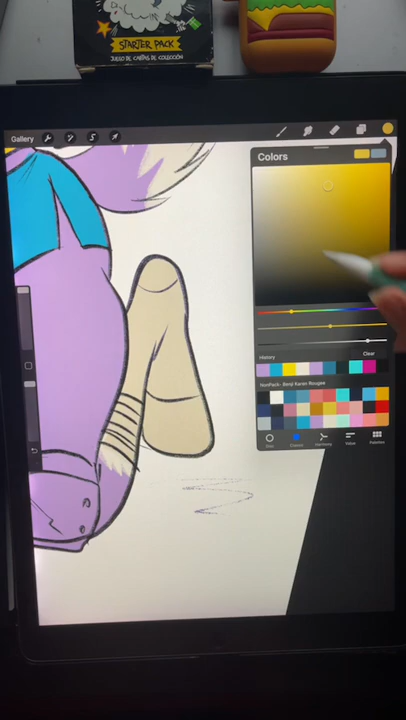 STARTER PACK
JUEGO DE CARTAS DE COLECCIÓN
Gallery
Colors
History
Clear
Disc
Classic
Harmony
Value
Palettes